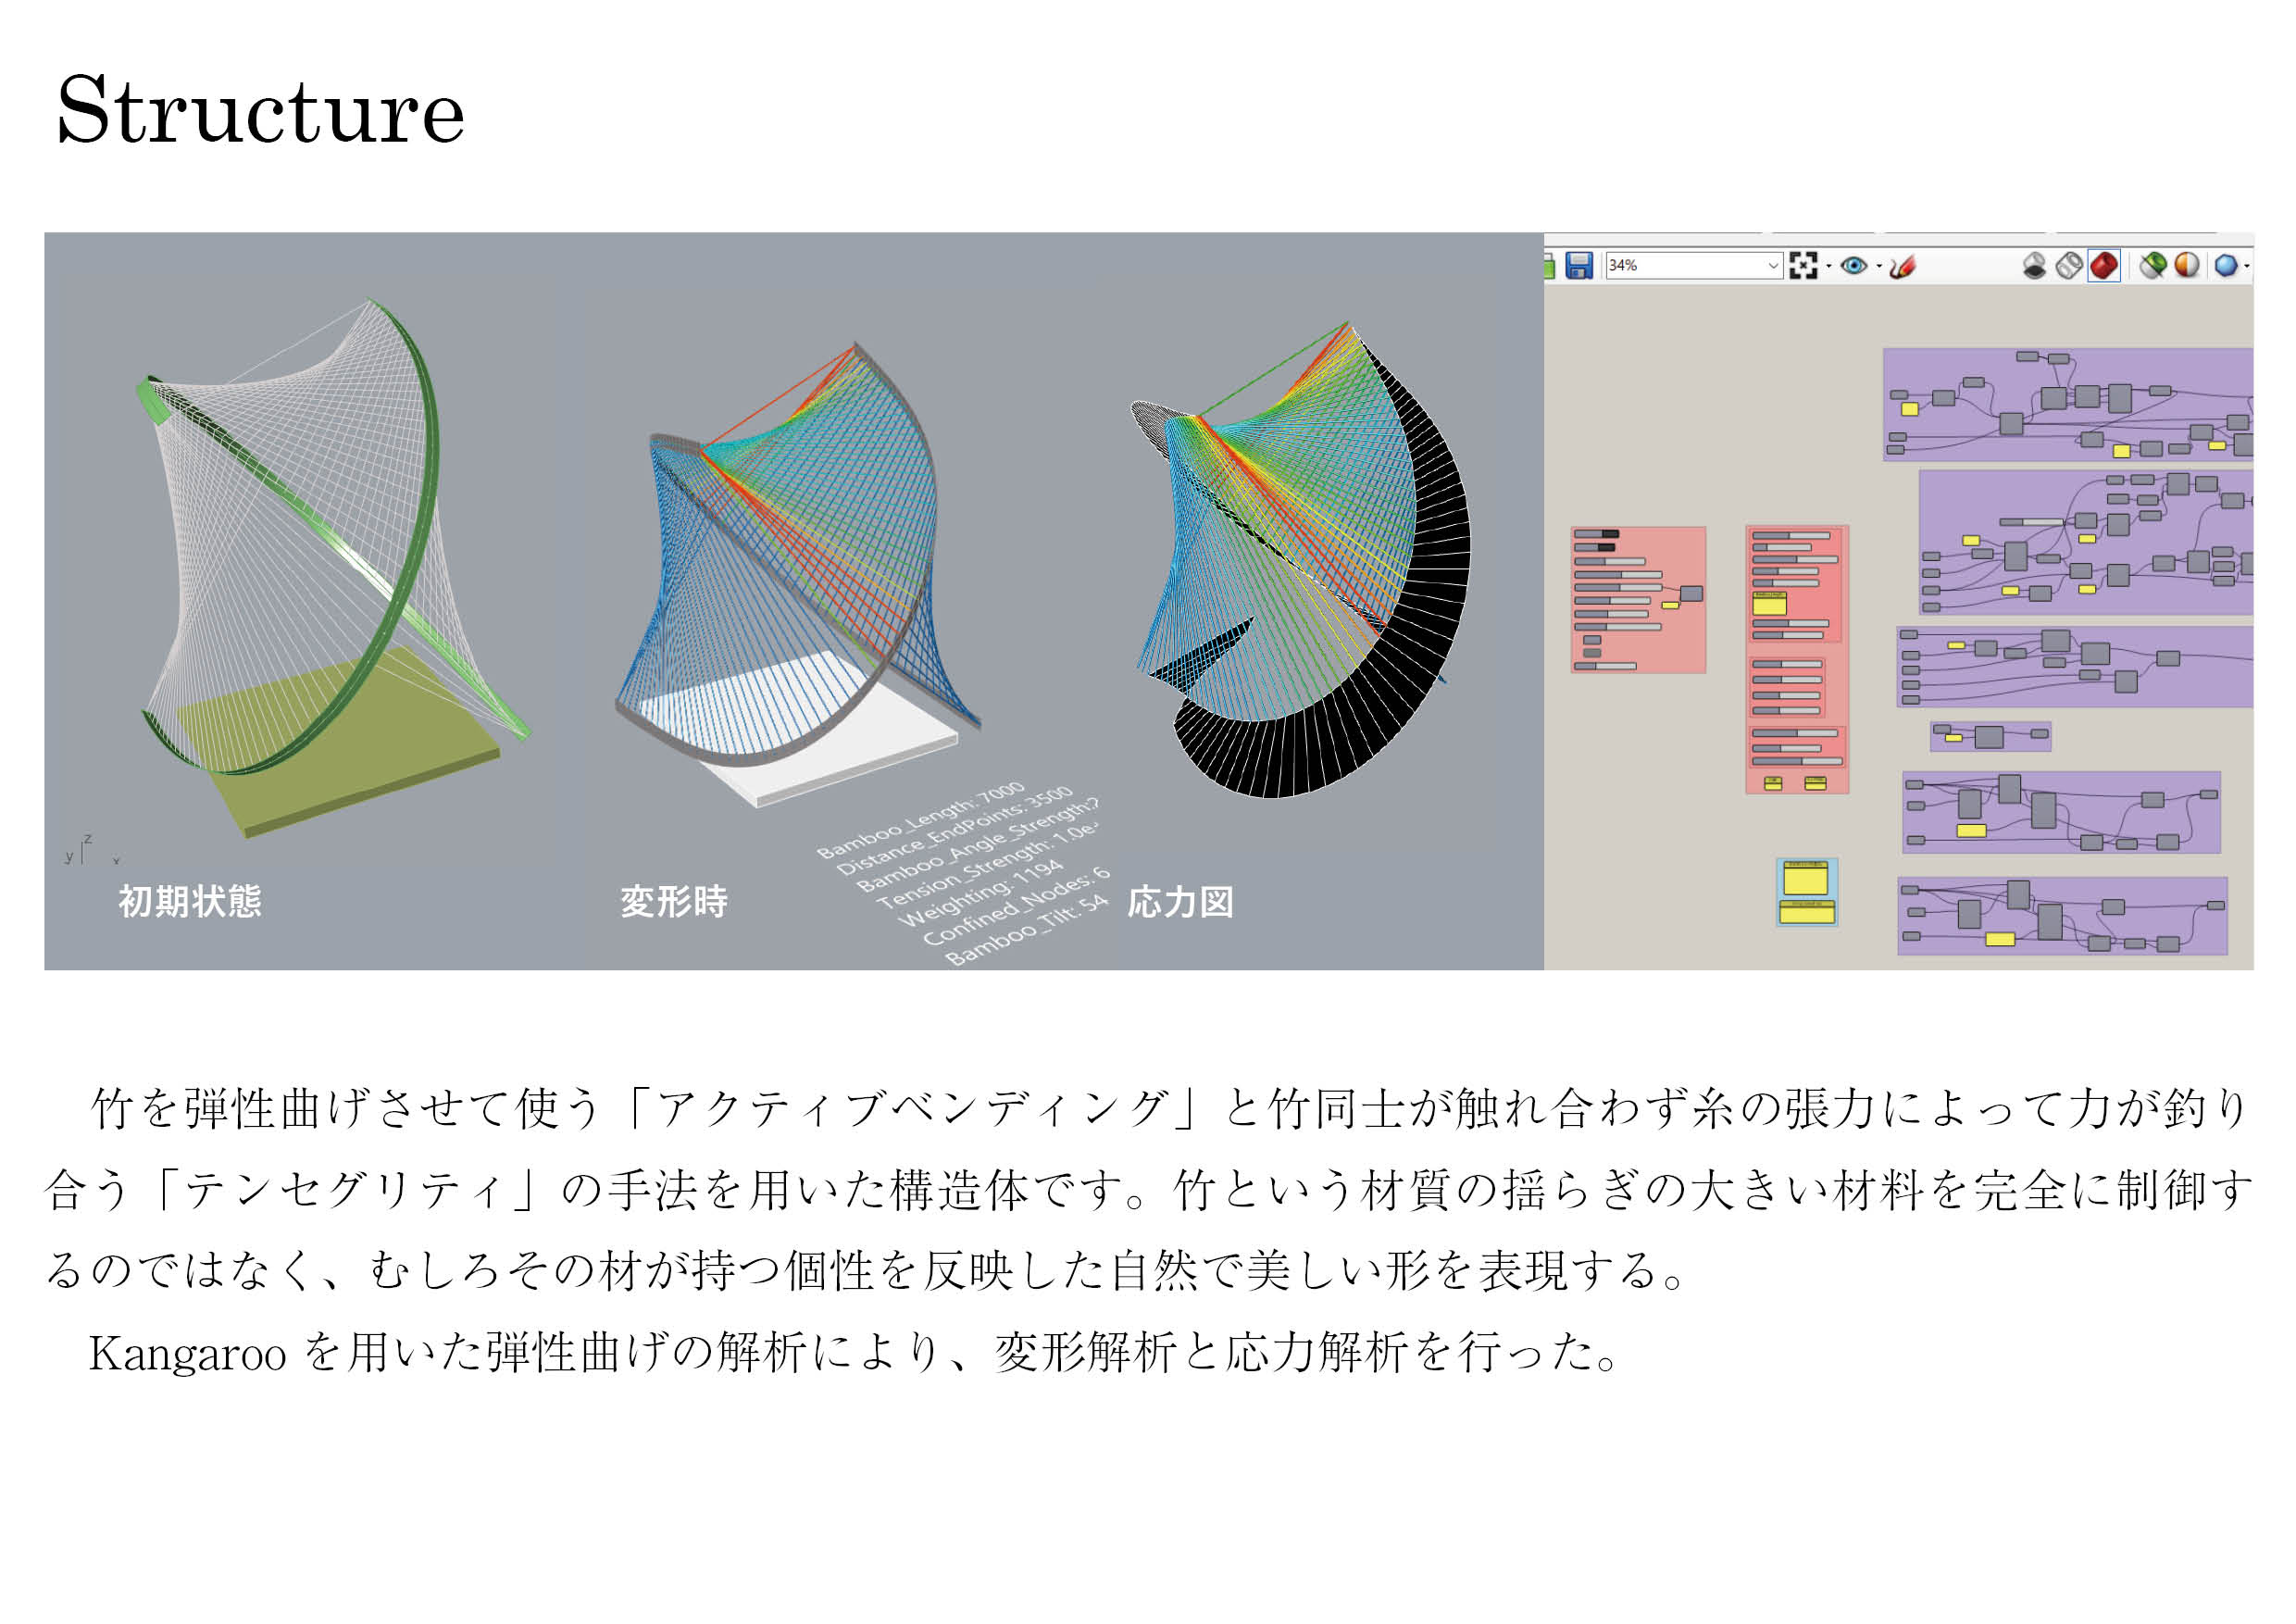 Structure
34%
z
y
x
Bamboo_Length: 7000
Distance_EndPoints: 3500
Bamboo_Angle_Strength:
Tension_Strength:
Weighting: 1194
Confined_Nodes: 6
Bamboo_Tilt: 54
初期状態
変形時
応力図
竹を弾性曲げさせて使う「アクティブベンディング」と竹同士が触れ合わず糸の張力によって力が釣り
合う「テンセグリティ」の手法を用いた構造体です。竹という材質の揺らぎの大きい材料を完全に制御す
るのではなく、むしろその材が持つ個性を反映した自然で美しい形を表現する。
Kangaroo を用いた弾性曲げの解析により、変形解析と応力解析を行った。